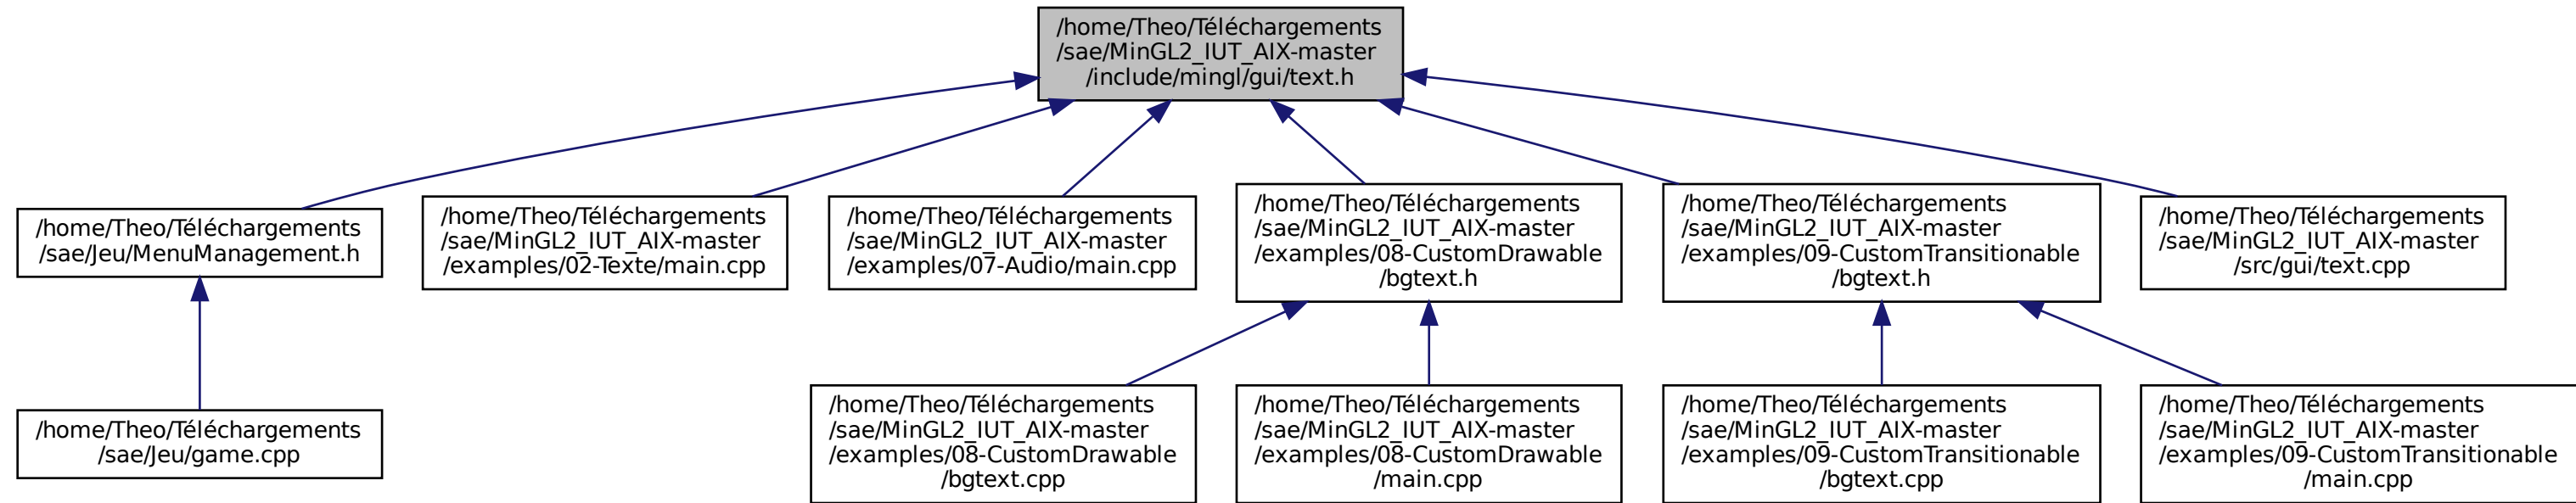 /home/Theo/Téléchargements
/sae/MinGL2_IUT_AIX-master
/include/mingl/gui/text.h
/home/Theo/Téléchargements
/sae/Jeu/MenuManagement.h
/home/Theo/Téléchargements
/sae/MinGL2_IUT_AIX-master
/examples/02-Texte/main.cpp
/home/Theo/Téléchargements
/sae/MinGL2_IUT_AIX-master
/examples/07-Audio/main.cpp
/home/Theo/Téléchargements
/sae/MinGL2_IUT_AIX-master
/examples/08-CustomDrawable
/bgtext.h
/home/Theo/Téléchargements
/sae/MinGL2_IUT_AIX-master
/examples/09-CustomTransitionable
/bgtext.h
/home/Theo/Téléchargements
/sae/MinGL2_IUT_AIX-master
/src/gui/text.cpp
/home/Theo/Téléchargements
/sae/Jeu/game.cpp
/home/Theo/Téléchargements
/sae/MinGL2_IUT_AIX-master
/examples/08-CustomDrawable
/bgtext.cpp
/home/Theo/Téléchargements
/sae/MinGL2_IUT_AIX-master
/examples/08-CustomDrawable
/main.cpp
/home/Theo/Téléchargements
/sae/MinGL2_IUT_AIX-master
/examples/09-CustomTransitionable
/bgtext.cpp
/home/Theo/Téléchargements
/sae/MinGL2_IUT_AIX-master
/examples/09-CustomTransitionable
/main.cpp